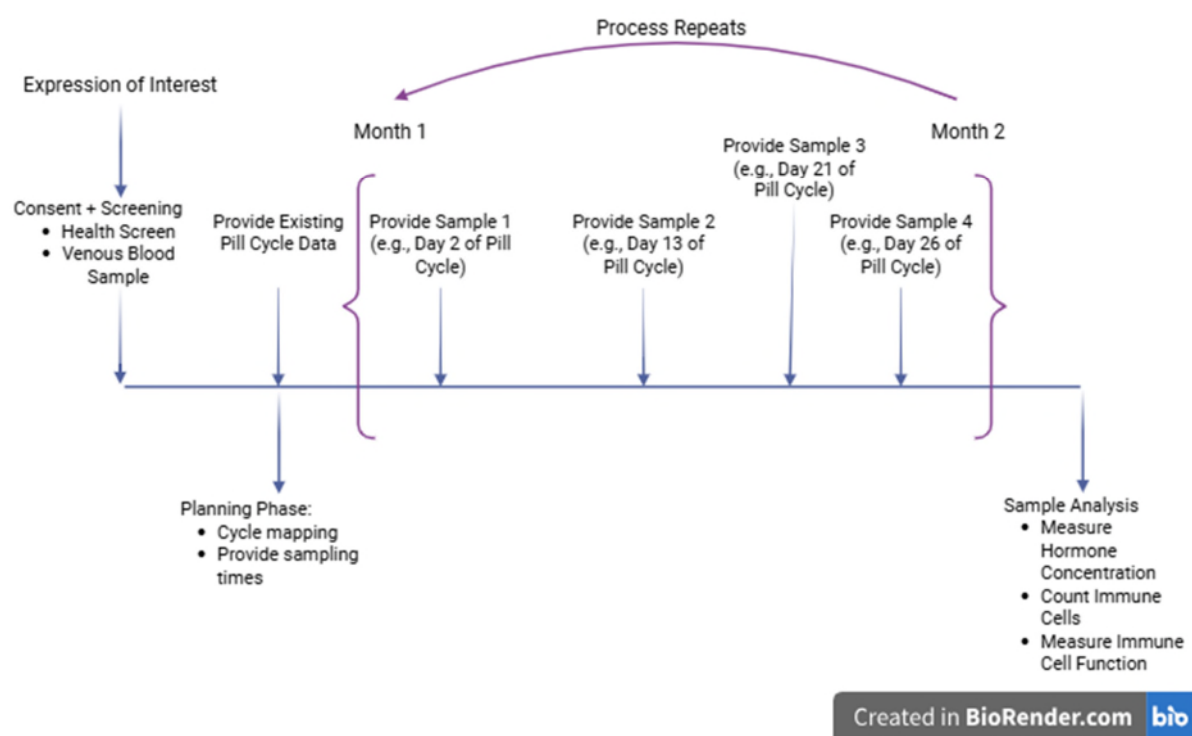 Process Repeats
Expression of Interest
Month 1
Month 2
Consent + Screening
• Health Screen
• Venous Blood
Sample
Provide Existing
Pill Cycle Data
Provide Sample 1
(e.g., Day 2 of Pill
Cycle)
Provide Sample 2
(e.g., Day 13 of
Pill Cycle)
Provide Sample 3
(e.g., Day 21 of
Pill Cycle)
Provide Sample 4
(e.g., Day 26 of
Pill Cycle)
Planning Phase:
• Cycle mapping
• Provide sampling
times
Sample Analysis
• Measure
Hormone
Concentration
• Count Immune
Cells
• Measure Immune
Cell Function
Created in BioRender.com bio